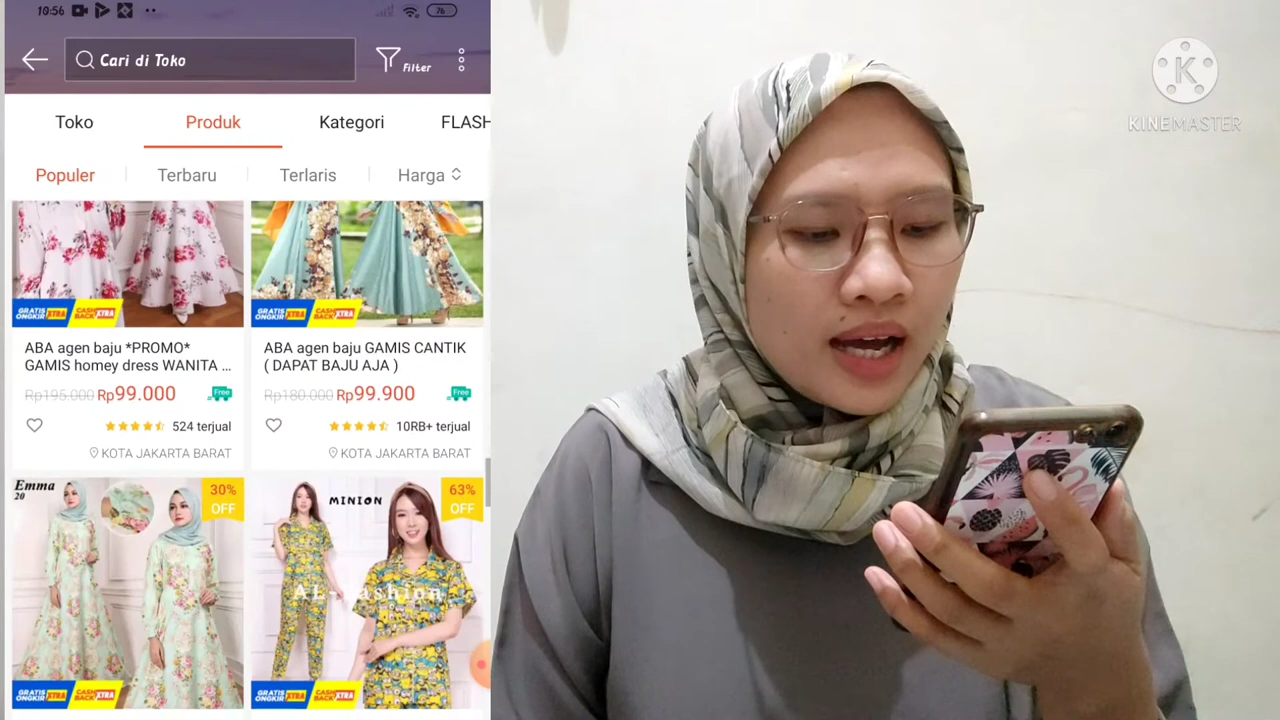 10:56
76
Cari di Toko
Filter
Toko
Produk
Kategori
FLASH
Populer
Terbaru
Terlaris
Harga
GRATIS ONGKIR XTRA
CASHBACK XTRA
GRATIS ONGKIR XTRA
CASHBACK XTRA
ABA agen baju *PROMO*
GAMIS homey dress WANITA ...
Rp195.000 Rp99.000
Free
524 terjual
KOTA JAKARTA BARAT
ABA agen baju GAMIS CANTIK
( DAPAT BAJU AJA )
Rp180.000 Rp99.900
Free
10RB+ terjual
KOTA JAKARTA BARAT
Emma
20
30%
OFF
GRATIS ONGKIR XTRA
CASHBACK XTRA
MINION
63%
OFF
AL- fashion
GRATIS ONGKIR XTRA
CASHBACK XTRA
K
KINEMASTER